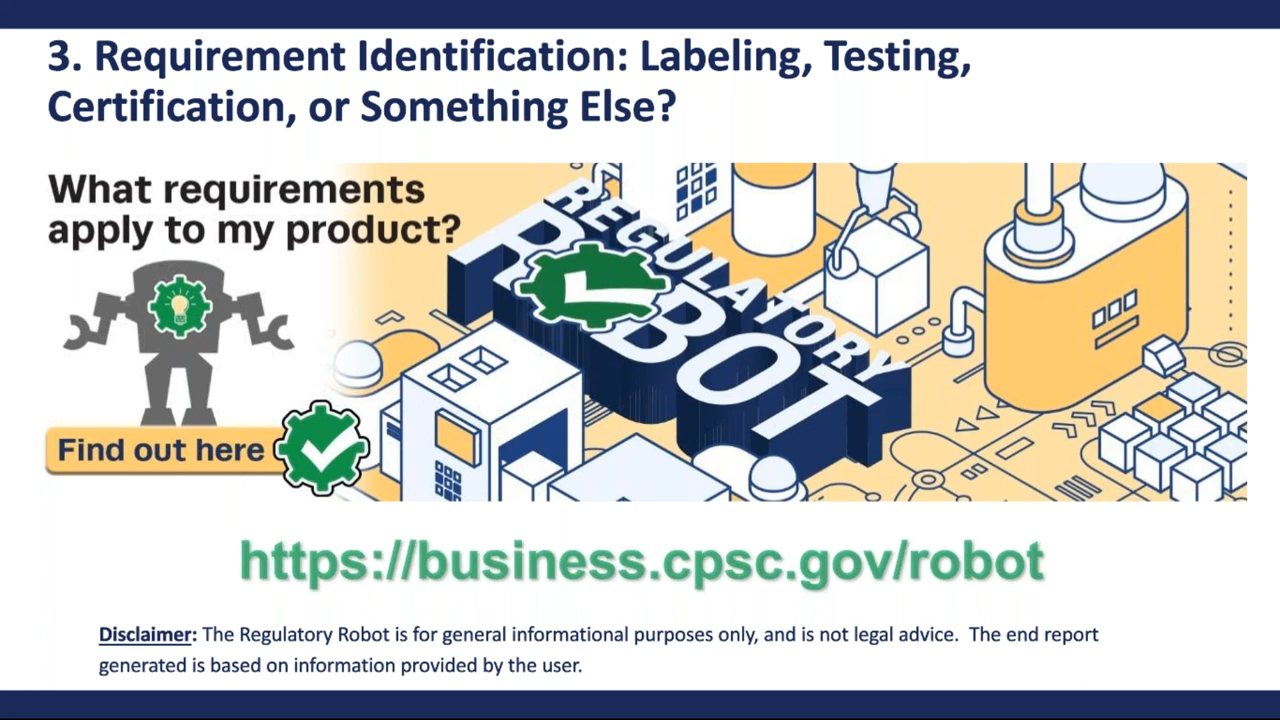 3. Requirement Identification: Labeling, Testing,
Certification, or Something Else?
What requirements
apply to my product?
REGULATORY
ROBOT
Find out here
https://business.cpsc.gov/robot
Disclaimer: The Regulatory Robot is for general informational purposes only, and is not legal advice.  The end report
generated is based on information provided by the user.